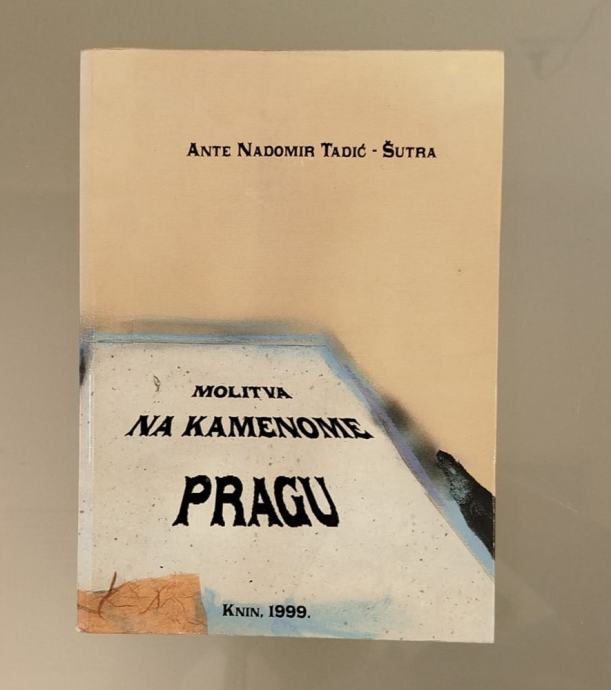 Ante Nadomir Tadić - Šutra
MOLITVA
NA KAMENOME
PRAGU
Knin, 1999.